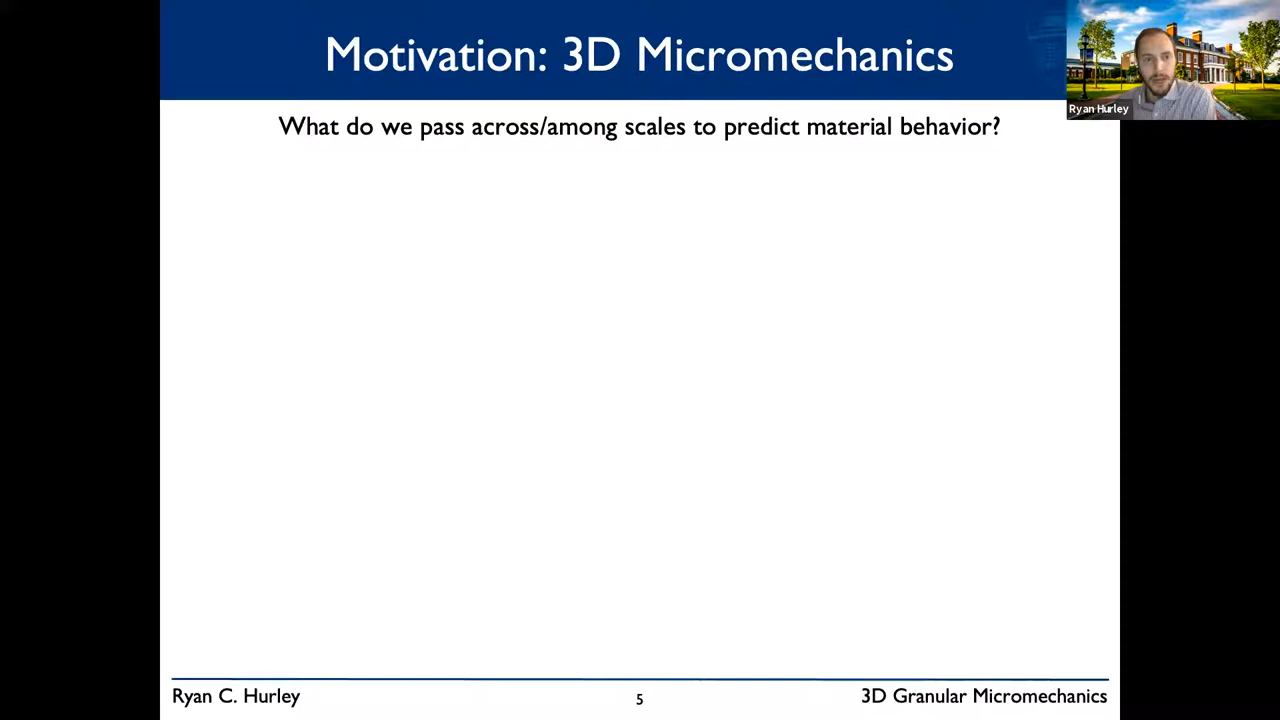 Motivation: 3D Micromechanics
Ryan Hurley
What do we pass across/among scales to predict material behavior?
Ryan C. Hurley
5
3D Granular Micromechanics